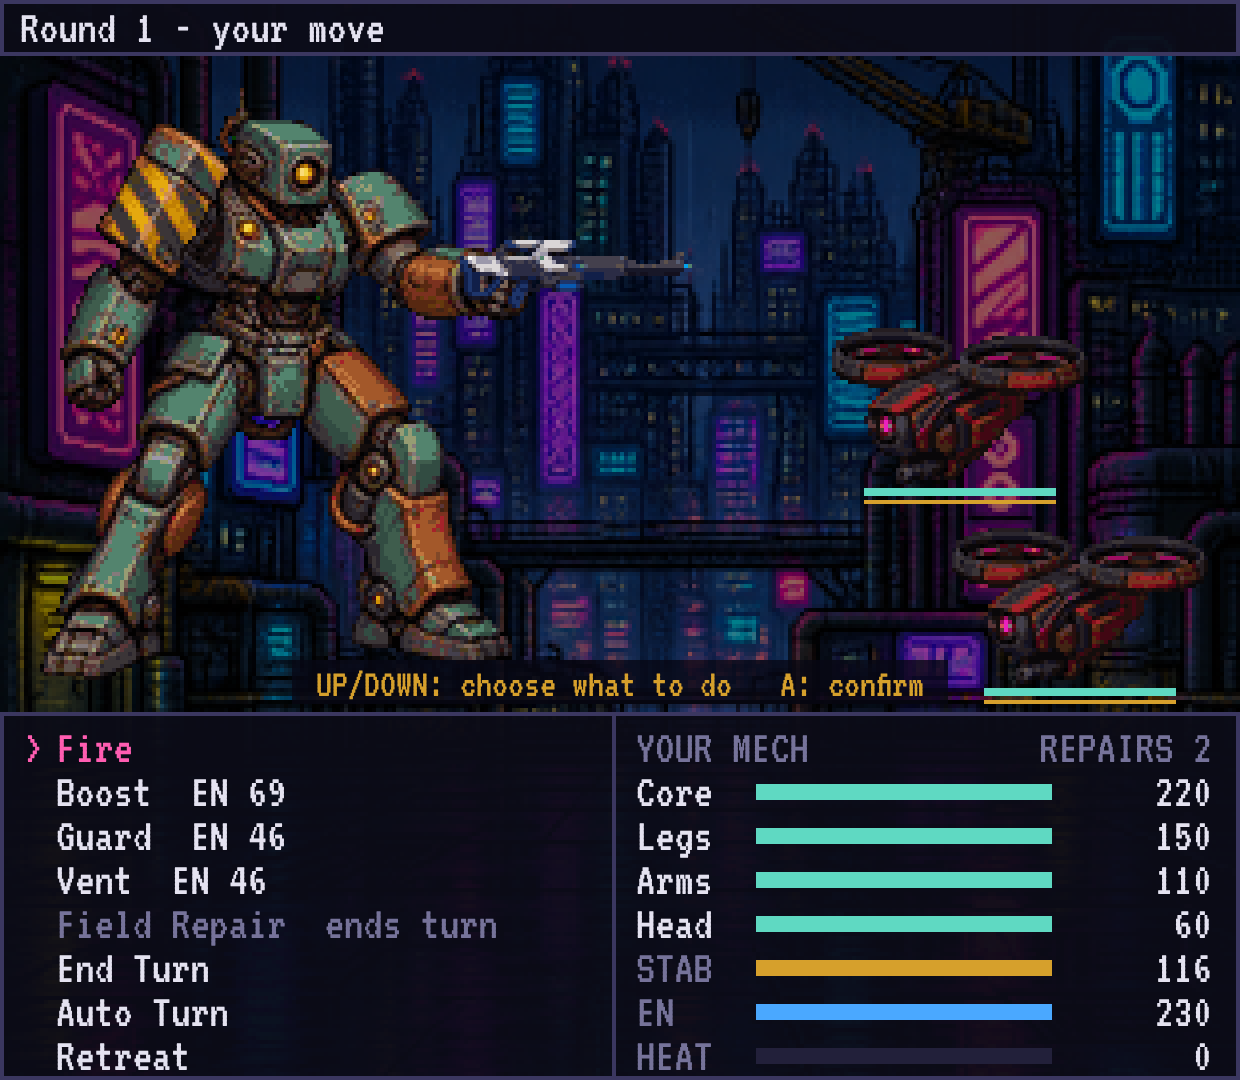 Round 1 - your move
UP/DOWN: choose what to do A: confirm
> Fire
Boost EN 69
Guard EN 46
Vent EN 46
Field Repair ends turn
End Turn
Auto Turn
Retreat
YOUR MECH REPAIRS 2
Core 220
Legs 150
Arms 110
Head 60
STAB 116
EN 230
HEAT 0